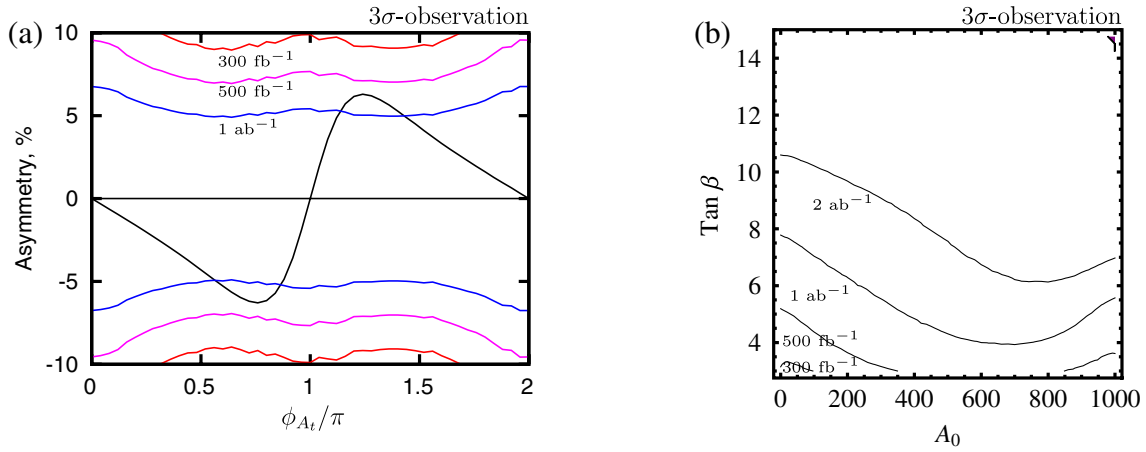 (a)
3σ-observation
Asymmetry, %
10
5
0
-5
-10
300 fb⁻¹
500 fb⁻¹
1 ab⁻¹
0
0.5
1
1.5
2
ϕ_{A_t}/π
(b)
3σ-observation
Tan β
14
12
10
8
6
4
2 ab⁻¹
1 ab⁻¹
500 fb⁻¹
300 fb⁻¹
0
200
400
600
800
1000
A₀